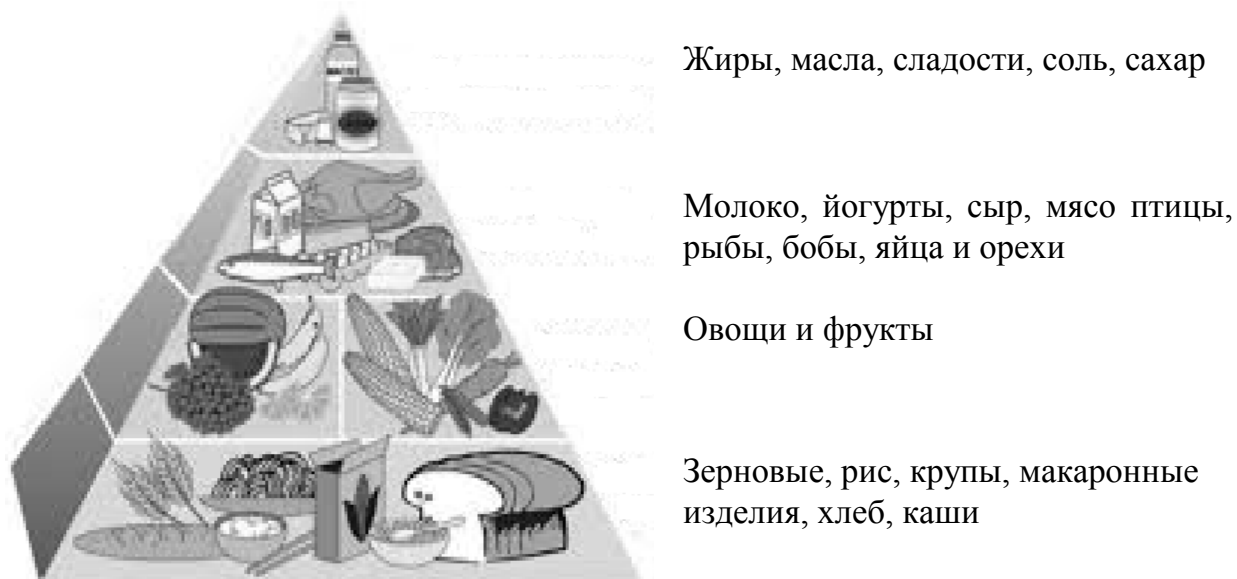 Жиры, масла, сладости, соль, сахар
Молоко, йогурты, сыр, мясо птицы,
рыбы, бобы, яйца и орехи
Овощи и фрукты
Зерновые, рис, крупы, макаронные
изделия, хлеб, каши